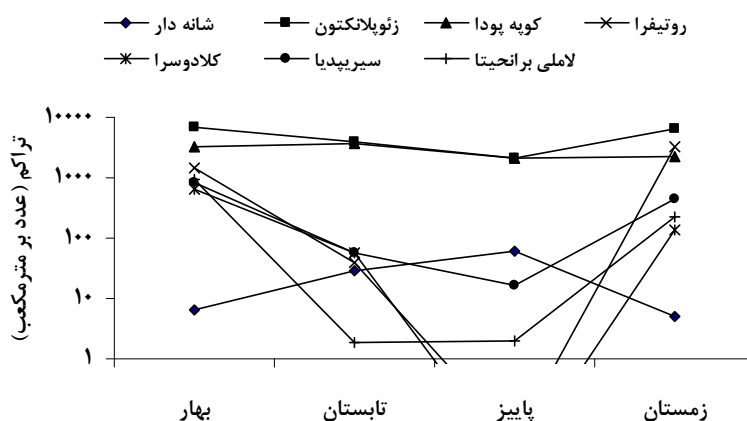 شانه دار زئوپلانکتون کوپه پودا روتیفرا
کلادوسرا سیریپدیا لاملی برانحیتا
تراکم (عدد بر مترمکعب)
۱۰۰۰۰
۱۰۰۰
۱۰۰
۱۰
۱
بهار تابستان پاییز زمستان